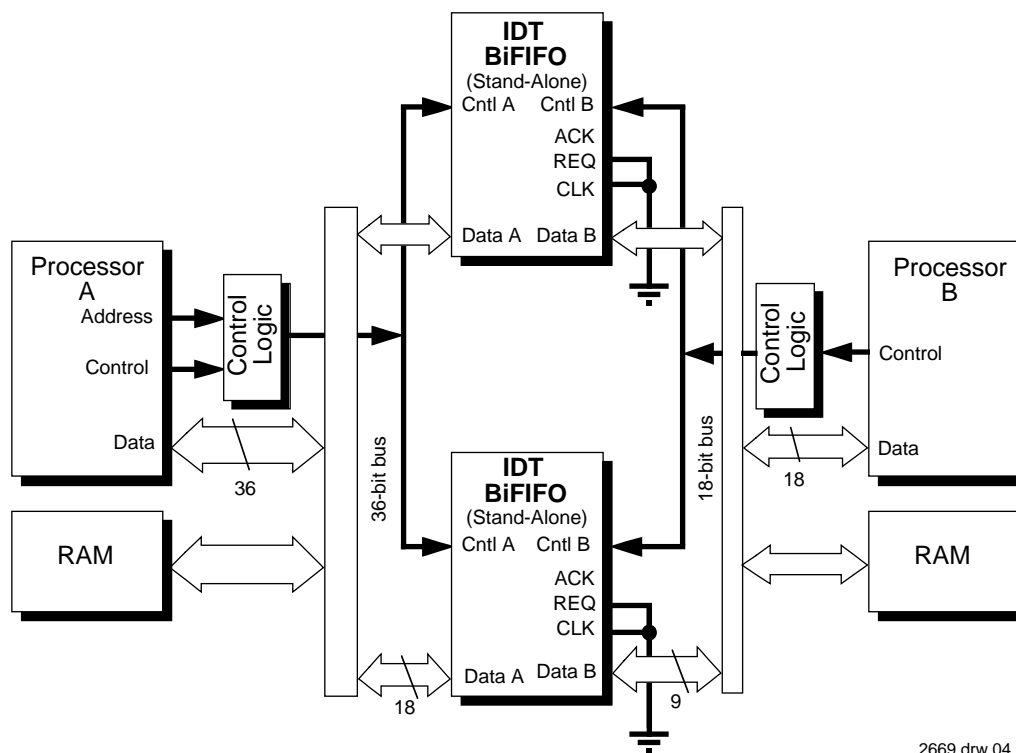 IDT
BiFIFO
(Stand-Alone)
Cntl A Cntl B
ACK
REQ
CLK
Data A Data B
Processor
A
Address
Control
Data
Control
Logic
36
RAM
36-bit bus
18-bit bus
Control
Logic
Processor
B
Control
Data
18
RAM
IDT
BiFIFO
(Stand-Alone)
Cntl A Cntl B
ACK
REQ
CLK
Data A Data B
18
9
2669 drw 04